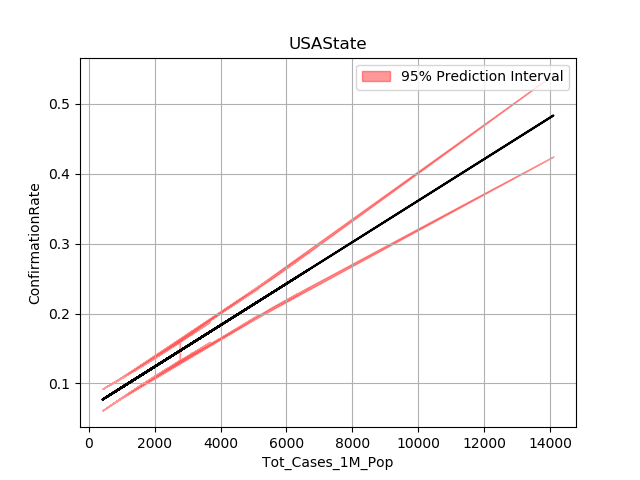 USAState
95% Prediction Interval
ConfirmationRate
0.5
0.4
0.3
0.2
0.1
0 2000 4000 6000 8000 10000 12000 14000
Tot_Cases_1M_Pop